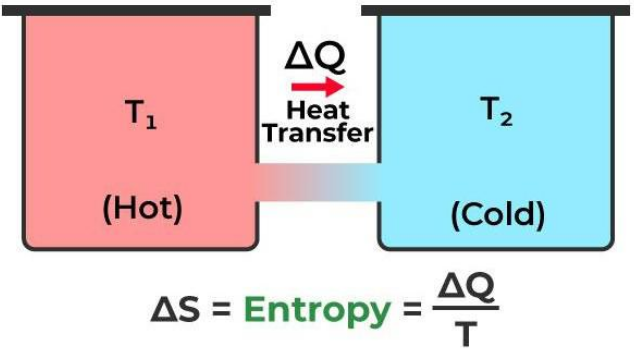 T₁
(Hot)
ΔQ
Heat
Transfer
T₂
(Cold)
ΔS = Entropy = ΔQ/T